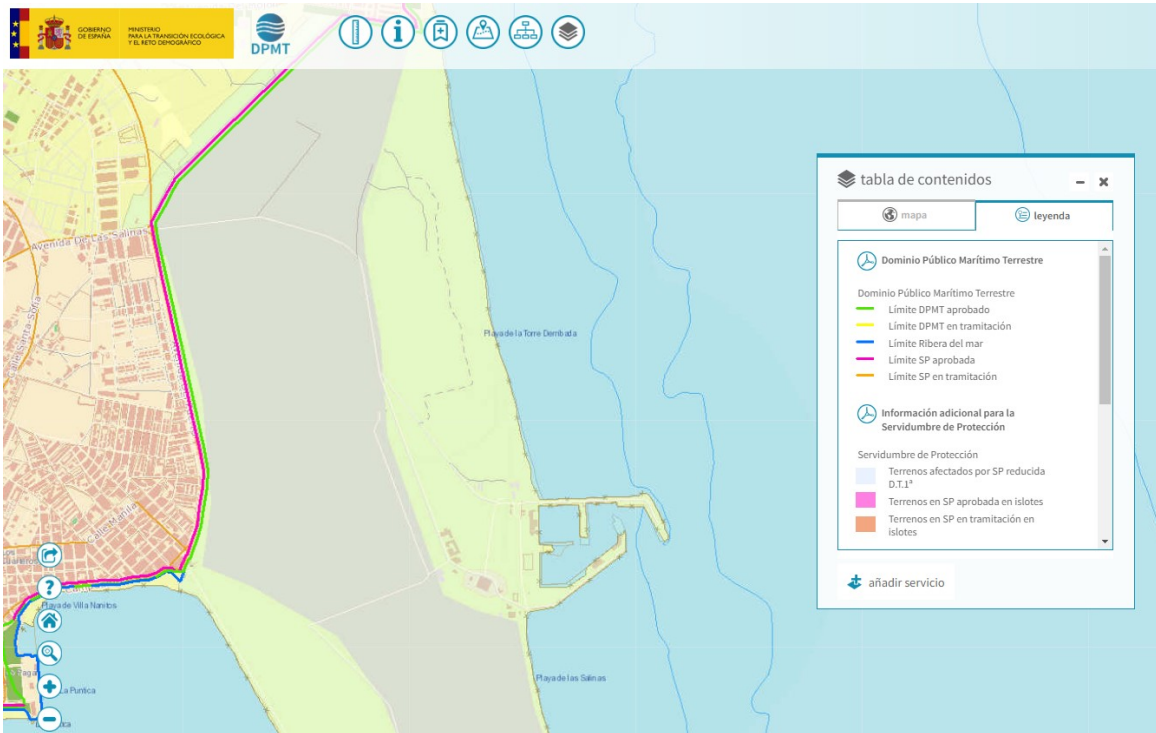 GOBIERNO
DE ESPAÑA
MINISTERIO
PARA LA TRANSICIÓN ECOLÓGICA
Y EL RETO DEMOGRÁFICO
DPMT
tabla de contenidos
mapa
leyenda
Dominio Público Marítimo Terrestre
Dominio Público Marítimo Terrestre
Límite DPMT aprobado
Límite DPMT en tramitación
Límite Ribera del mar
Límite SP aprobada
Límite SP en tramitación
Información adicional para la
Servidumbre de Protección
Servidumbre de Protección
Terrenos afectados por SP reducida
D.T.1ª
Terrenos en SP aprobada en islotes
Terrenos en SP en tramitación en
islotes
añadir servicio
Avenida De Las Salinas
Calle Santa Sofía
Playa de la Torre Derribada
Calle Manila
Playa de Villa Nanitos
La Puntica
Playa de las Salinas